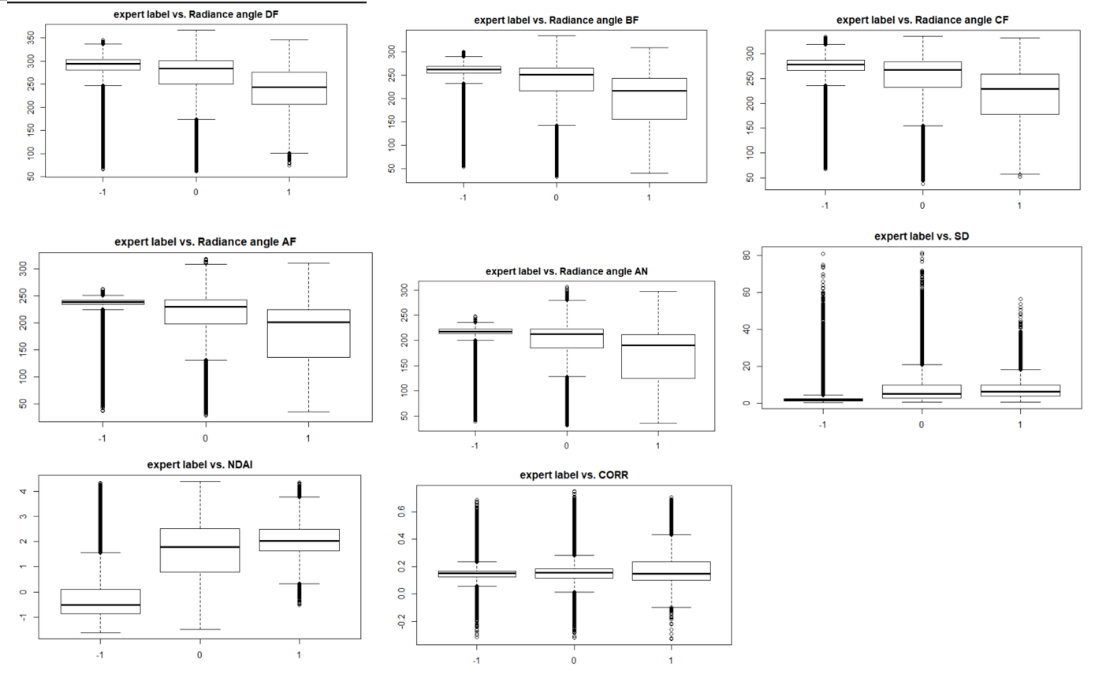 expert label vs. Radiance angle DF
350
300
250
200
150
100
50
-1 0 1
expert label vs. Radiance angle BF
300
250
200
150
100
50
-1 0 1
expert label vs. Radiance angle CF
300
250
200
150
100
50
-1 0 1
expert label vs. Radiance angle AF
300
250
200
150
100
50
-1 0 1
expert label vs. Radiance angle AN
300
250
200
150
100
50
-1 0 1
expert label vs. SD
80
60
40
20
0
-1 0 1
expert label vs. NDAI
4
3
2
1
0
-1
-1 0 1
expert label vs. CORR
0.6
0.4
0.2
0.0
-0.2
-1 0 1